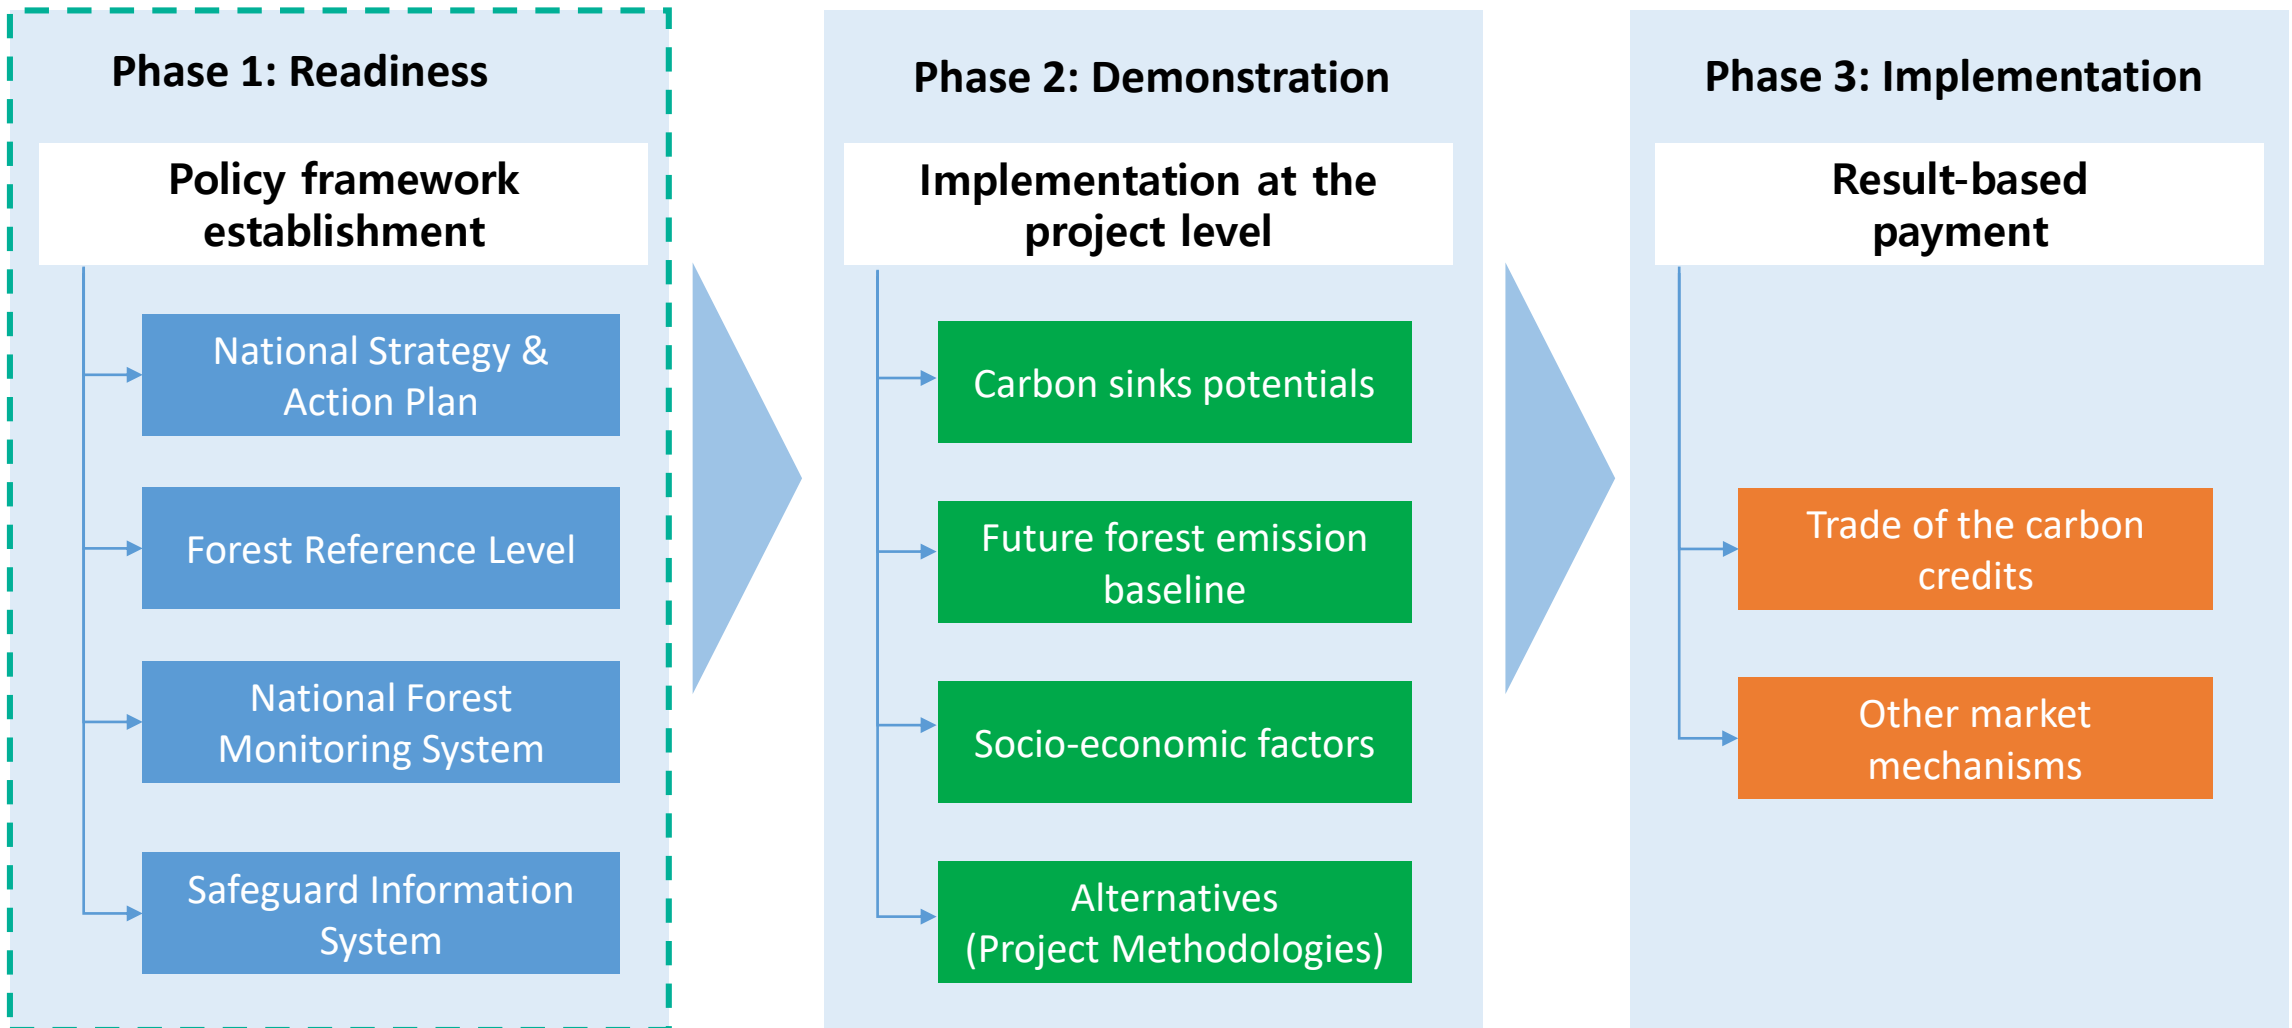 Phase 1: Readiness
Policy framework
establishment
National Strategy &
Action Plan
Forest Reference Level
National Forest
Monitoring System
Safeguard Information
System
Phase 2: Demonstration
Implementation at the
project level
Carbon sinks potentials
Future forest emission
baseline
Socio-economic factors
Alternatives
(Project Methodologies)
Phase 3: Implementation
Result-based
payment
Trade of the carbon
credits
Other market
mechanisms